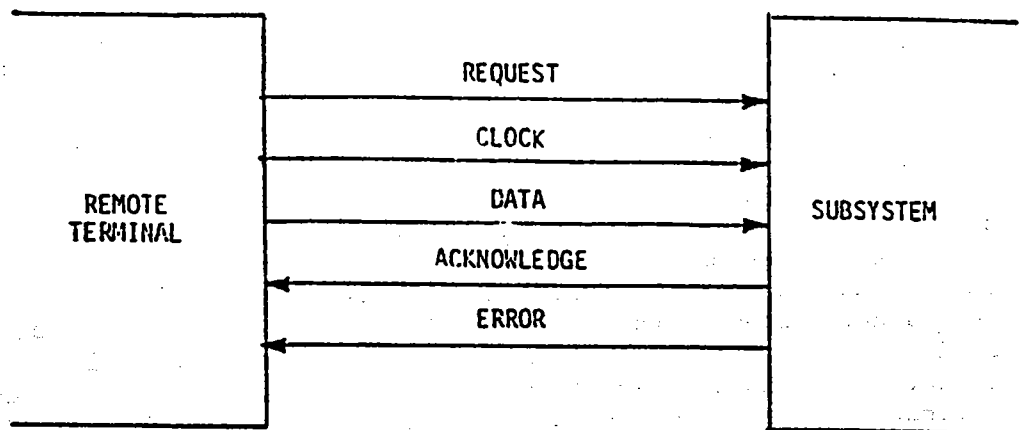 REQUEST
CLOCK
DATA
REMOTE
TERMINAL
SUBSYSTEM
ACKNOWLEDGE
ERROR